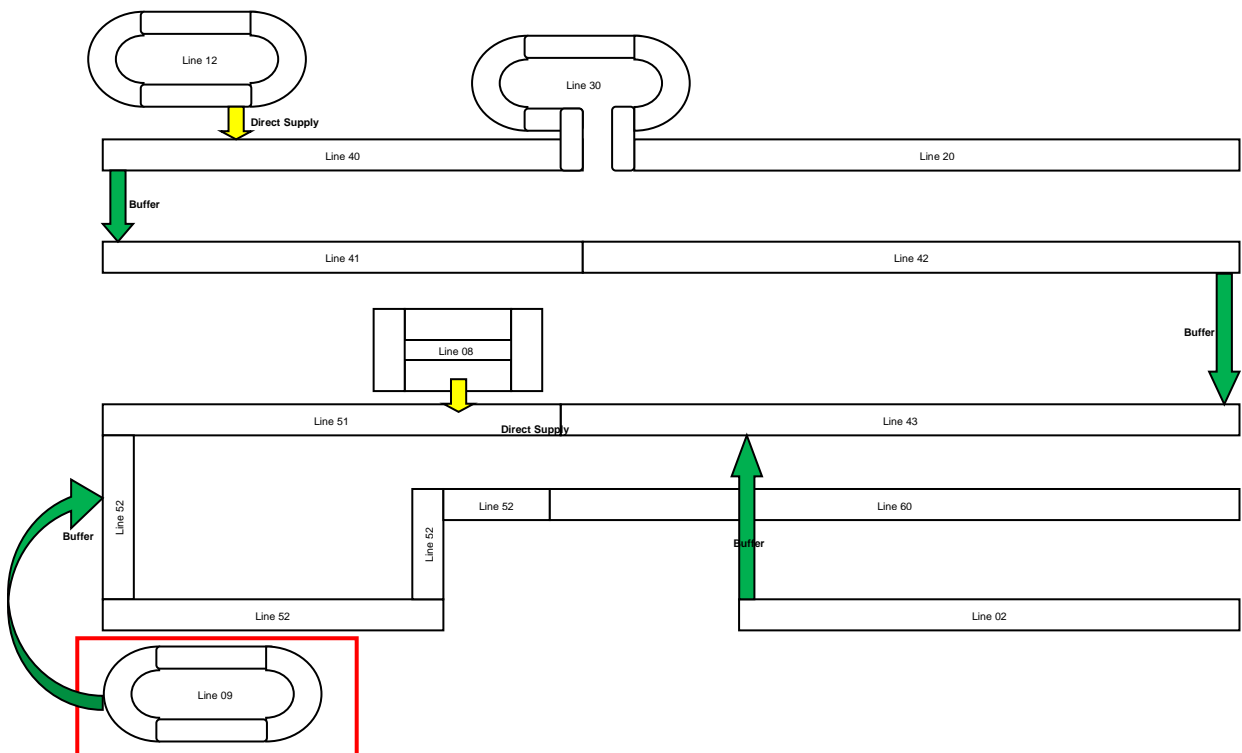 Line 12
Line 30
Direct Supply
Line 40
Line 20
Buffer
Line 41
Line 42
Buffer
Line 08
Line 51
Line 43
Direct Supply
Line 52
Line 52
Line 60
Buffer
Line 52
Buffer
Line 52
Line 02
Line 09